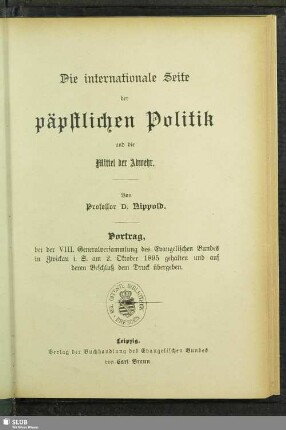 Die internationale Seite
der
päpstlichen Politik
und die
Mittel der Abwehr.
Von
Professor D. Nippold.
Vortrag,
bei der VIII. Generalversammlung des Evangelischen Bundes
in Zwickau i. S. am 2. Oktober 1895 gehalten und auf
deren Beschluß dem Druck übergeben.
Leipzig.
Verlag der Buchhandlung des Evangelischen Bundes
von Carl Braun.
SLUB